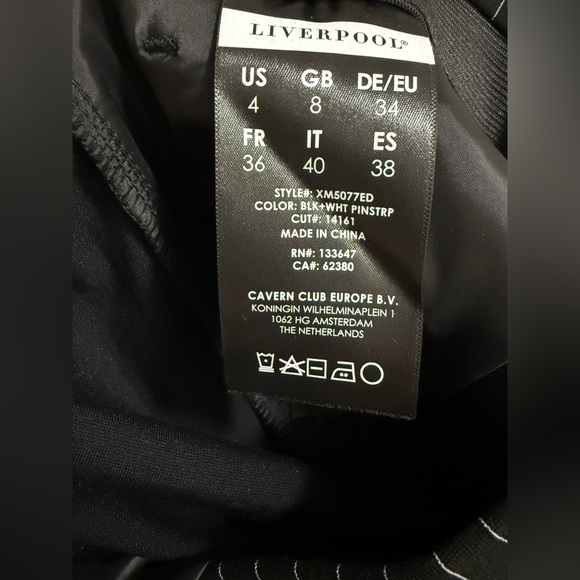 LIVERPOOL®
US GB DE/EU
4 8 34
FR IT ES
36 40 38
STYLE#: XM5077ED
COLOR: BLK+WHT PINSTRP
CUT#: 14161
MADE IN CHINA
RN#: 133647
CA#: 62380
CAVERN CLUB EUROPE B.V.
KONINGIN WILHELMINAPLEIN 1
1062 HG AMSTERDAM
THE NETHERLANDS